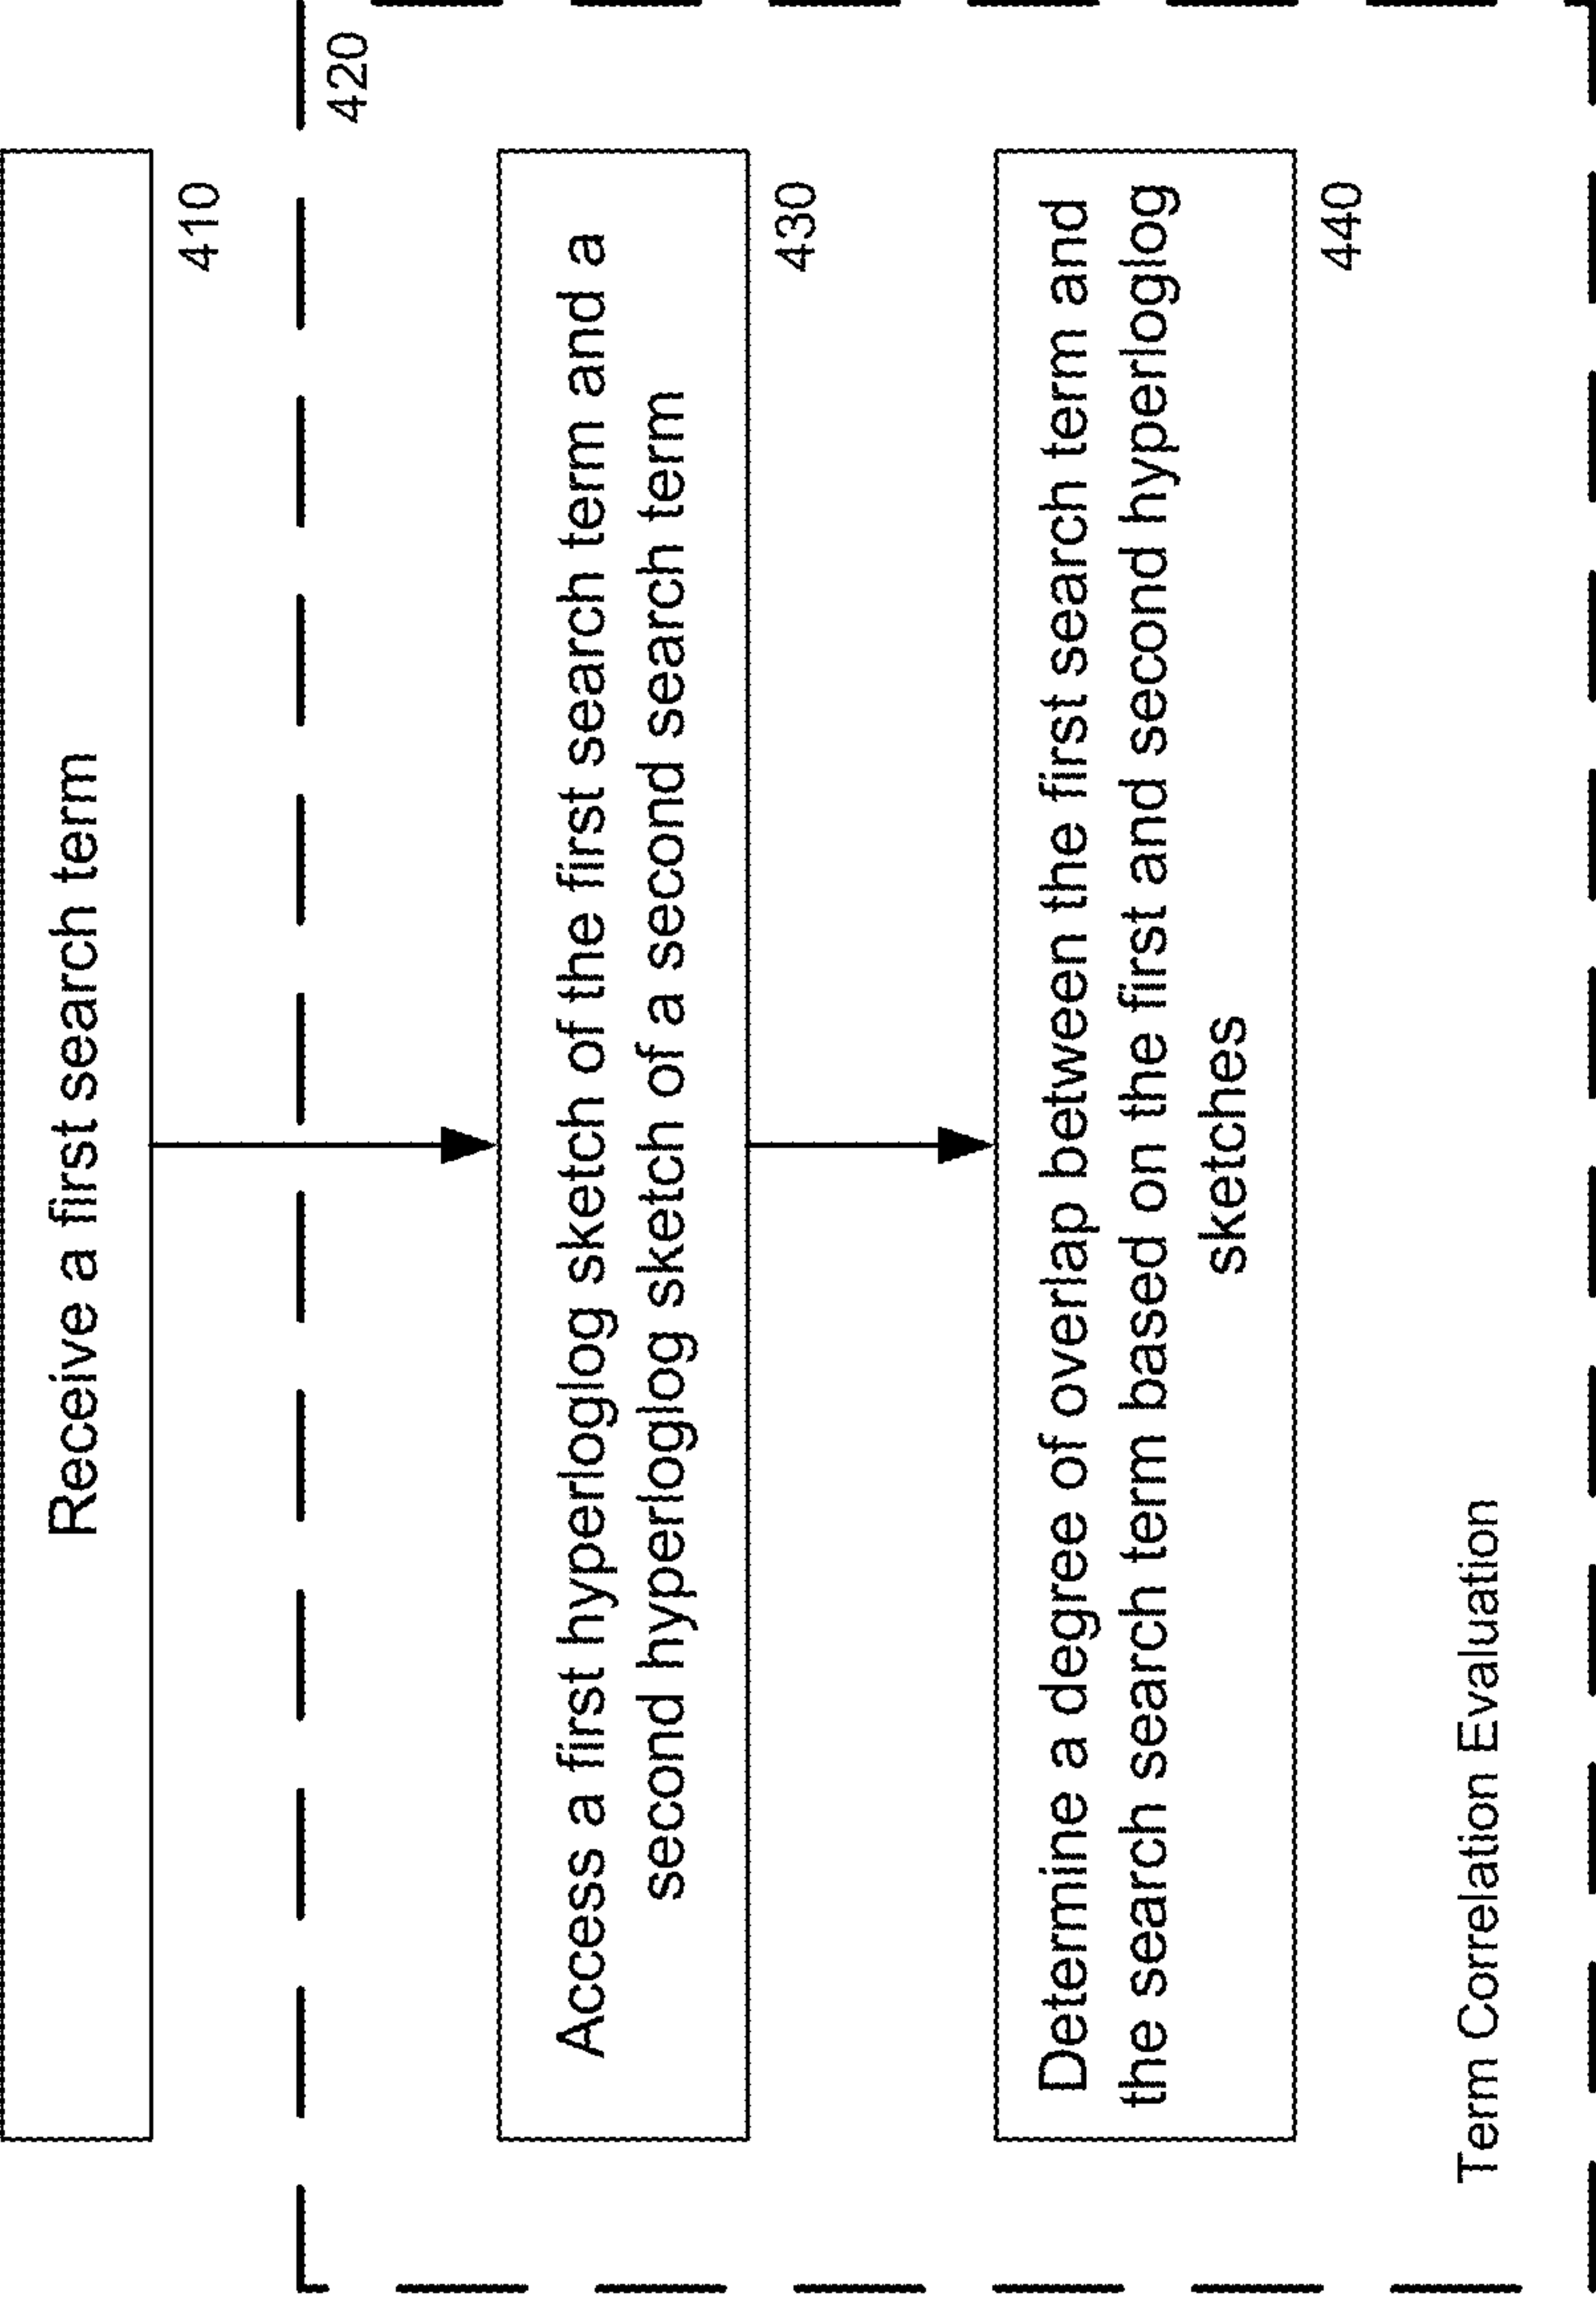 Receive a first search term
410
420
Access a first hyperloglog sketch of the first search term and a
second hyperloglog sketch of a second search term
430
Determine a degree of overlap between the first search term and
the search search term based on the first and second hyperloglog
sketches
440
Term Correlation Evaluation